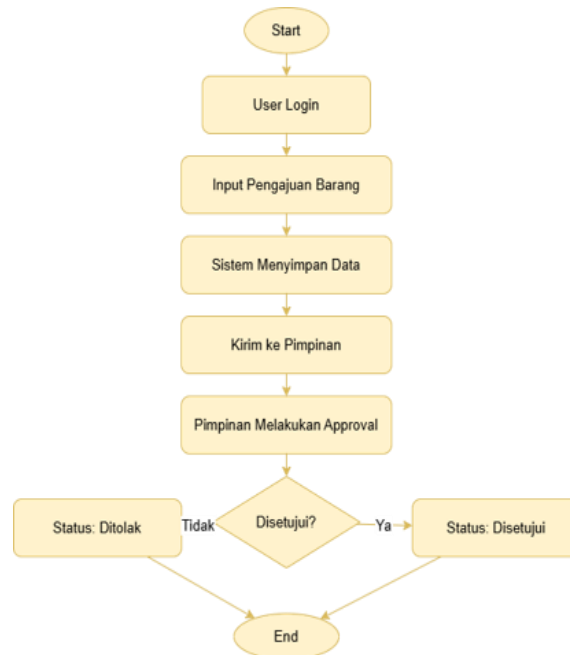 Start
User Login
Input Pengajuan Barang
Sistem Menyimpan Data
Kirim ke Pimpinan
Pimpinan Melakukan Approval
Status: Ditolak
Tidak
Disetujui?
Ya
Status: Disetujui
End